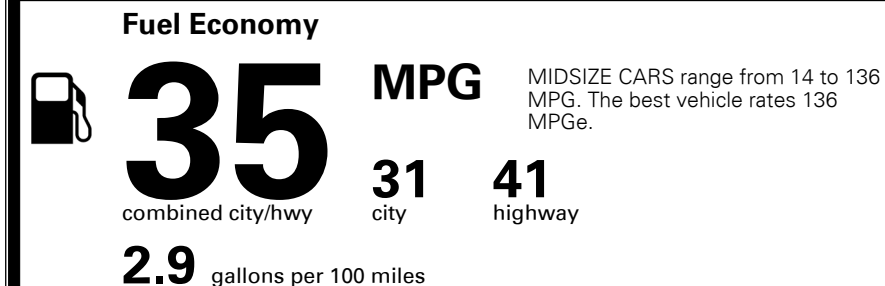 Fuel Economy
35
MPG
MIDSIZE CARS range from 14 to 136
MPG. The best vehicle rates 136
MPGe.
31
41
combined city/hwy
city
highway
2.9 gallons per 100 miles